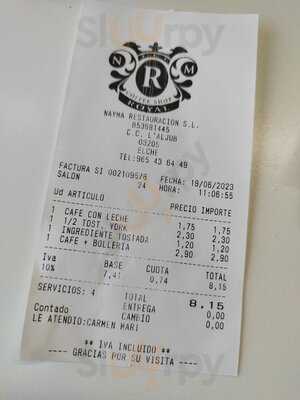 N R M
COFFEE SHOP
ROYAL
NAYMA RESTAURACION S.L.
B53981445
C.C. L'ALJUB
03205
ELCHE
TEL:965 43 64 49
FACTURA SI 002109576 FECHA: 19/06/2023
SALON 24 HORA: 11:06:55
Ud ARTICULO PRECIO IMPORTE
1 CAFE CON LECHE 1,75 1,75
1 1/2 TOST. YORK 2,30 2,30
1 INGREDIENTE TOSTADA 1,20 1,20
1 CAFE + BOLLERIA 2,90 2,90
Iva BASE CUOTA TOTAL
10% 7,41 0,74 8,15
SERVICIOS: 4 TOTAL 8,15
ENTREGA 0,00
Contado CAMBIO 0,00
LE ATENDIO:CARMEN MARI
** IVA INCLUIDO **
---- GRACIAS POR SU VISITA ----